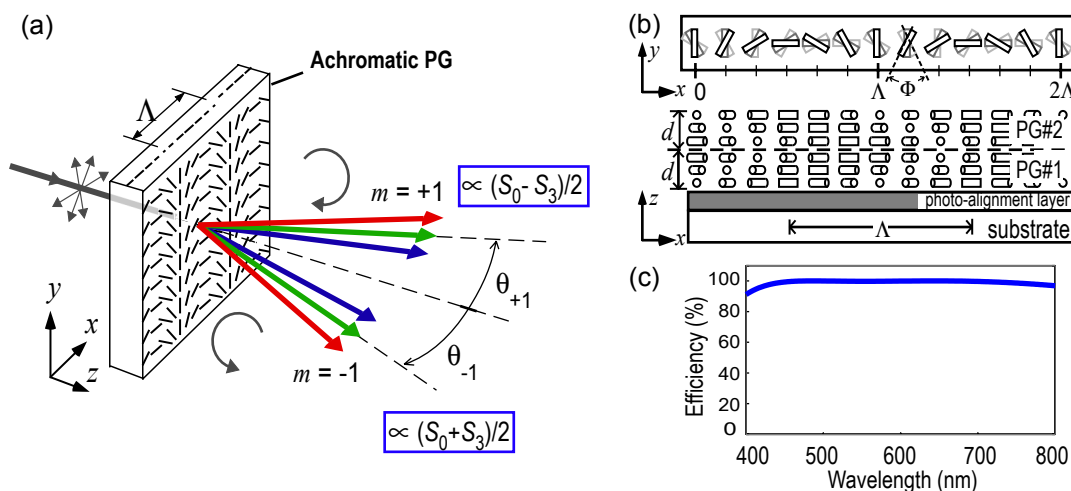 (a)
Achromatic PG
Λ
m = +1
∝ (S0 - S3)/2
θ+1
θ-1
m = -1
∝ (S0+S3)/2
y
x
z
(b)
y
x
0
Λ
Φ
2Λ
d
PG#2
d
PG#1
z
photo-alignment layer
Λ
substrate
x
(c)
Efficiency (%)
100
80
60
40
20
0
400 500 600 700 800
Wavelength (nm)